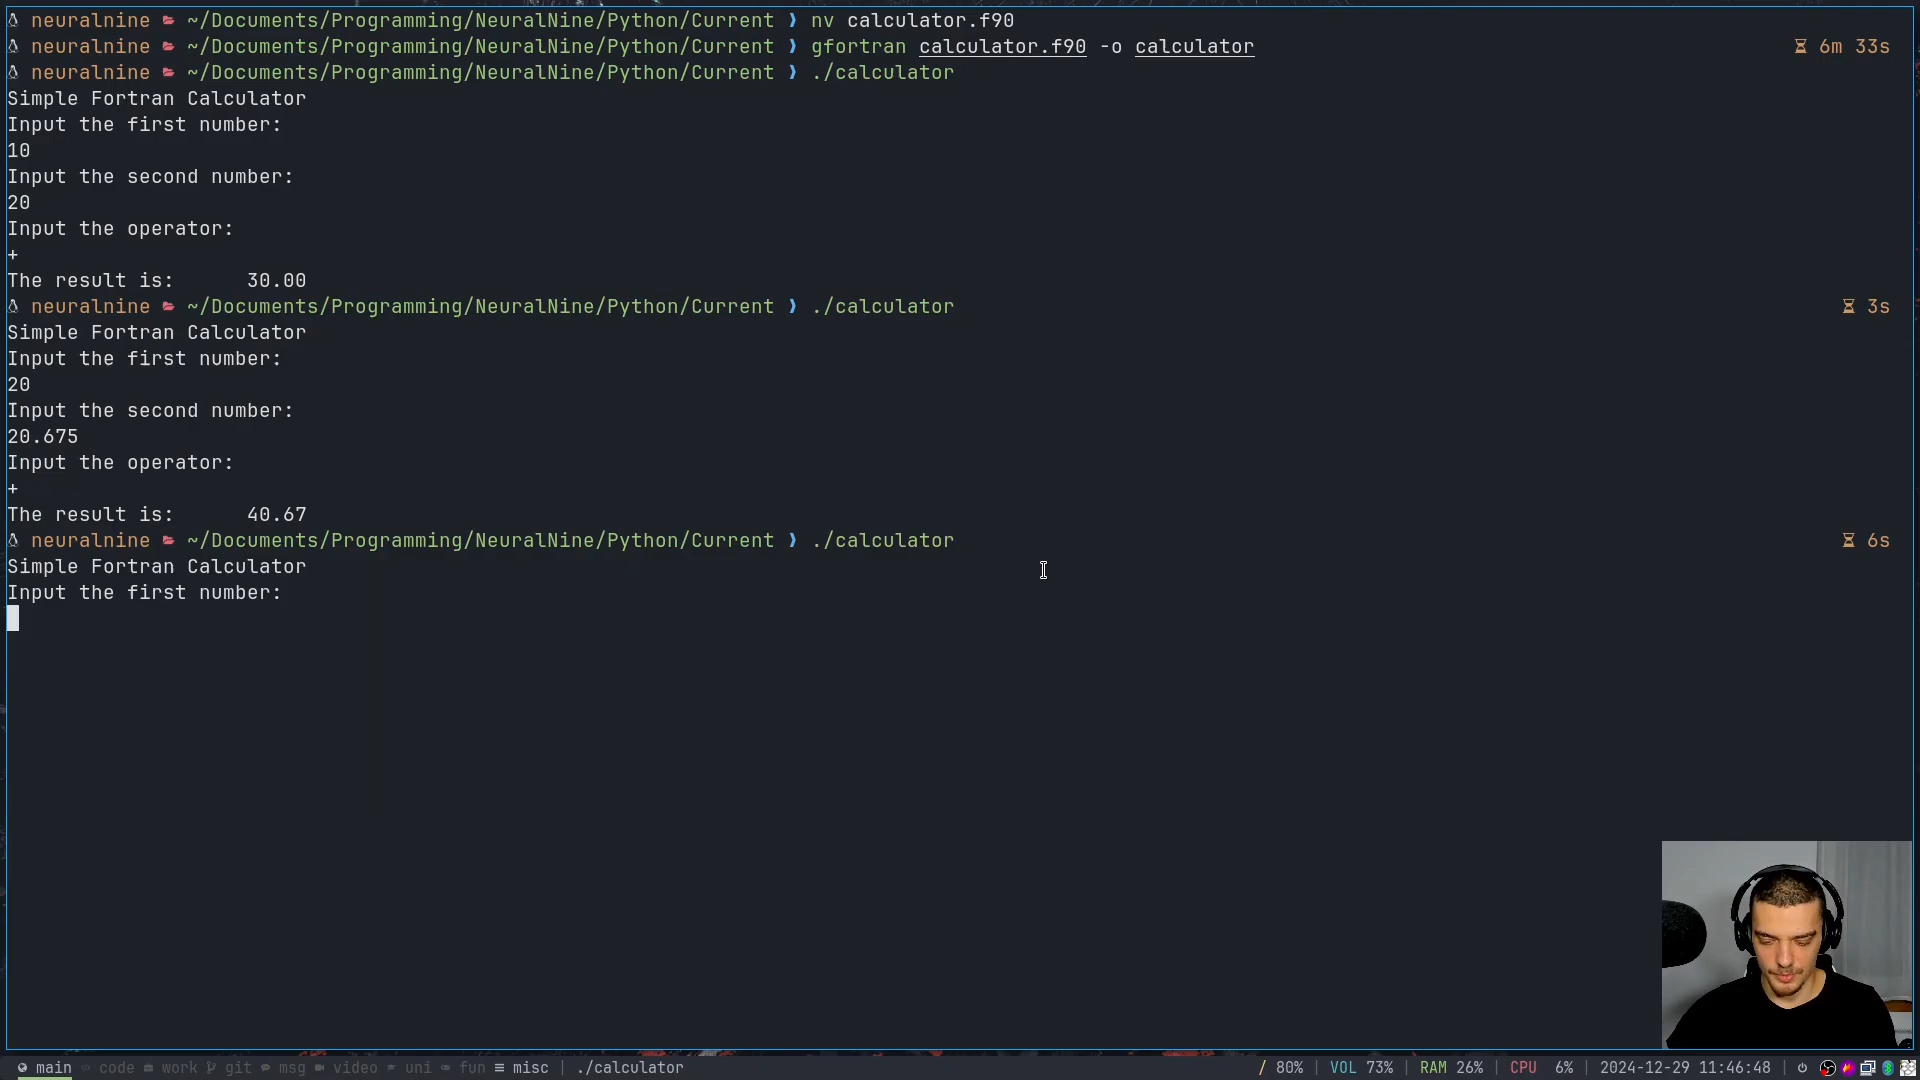 neuralnine ~/Documents/Programming/NeuralNine/Python/Current ❯ nv calculator.f90
neuralnine ~/Documents/Programming/NeuralNine/Python/Current ❯ gfortran calculator.f90 -o calculator 6m 33s
neuralnine ~/Documents/Programming/NeuralNine/Python/Current ❯ ./calculator
Simple Fortran Calculator
Input the first number:
10
Input the second number:
20
Input the operator:
+
The result is:      30.00
neuralnine ~/Documents/Programming/NeuralNine/Python/Current ❯ ./calculator 3s
Simple Fortran Calculator
Input the first number:
20
Input the second number:
20.675
Input the operator:
+
The result is:      40.67
neuralnine ~/Documents/Programming/NeuralNine/Python/Current ❯ ./calculator 6s
Simple Fortran Calculator
Input the first number:
main code work git msg video uni fun misc | ./calculator / 80% | VOL 73% | RAM 26% | CPU 6% | 2024-12-29 11:46:48 |